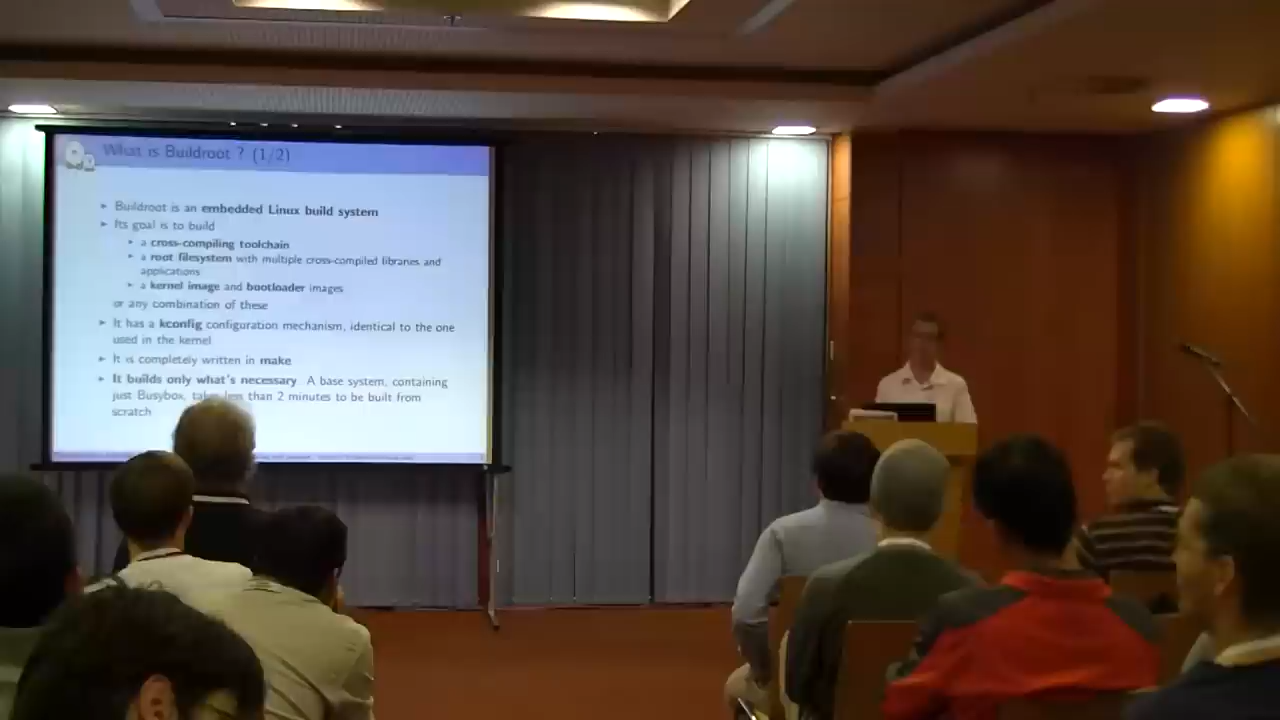 What is Buildroot ? (1/2)
Buildroot is an embedded Linux build system
Its goal is to build
a cross-compiling toolchain
a root filesystem with multiple cross-compiled libraries and
applications
a kernel image and bootloader images
or any combination of these
It has a kconfig configuration mechanism, identical to the one
used in the kernel
It is completely written in make
It builds only what's necessary. A base system, containing
just Busybox, takes less than 2 minutes to be built from
scratch